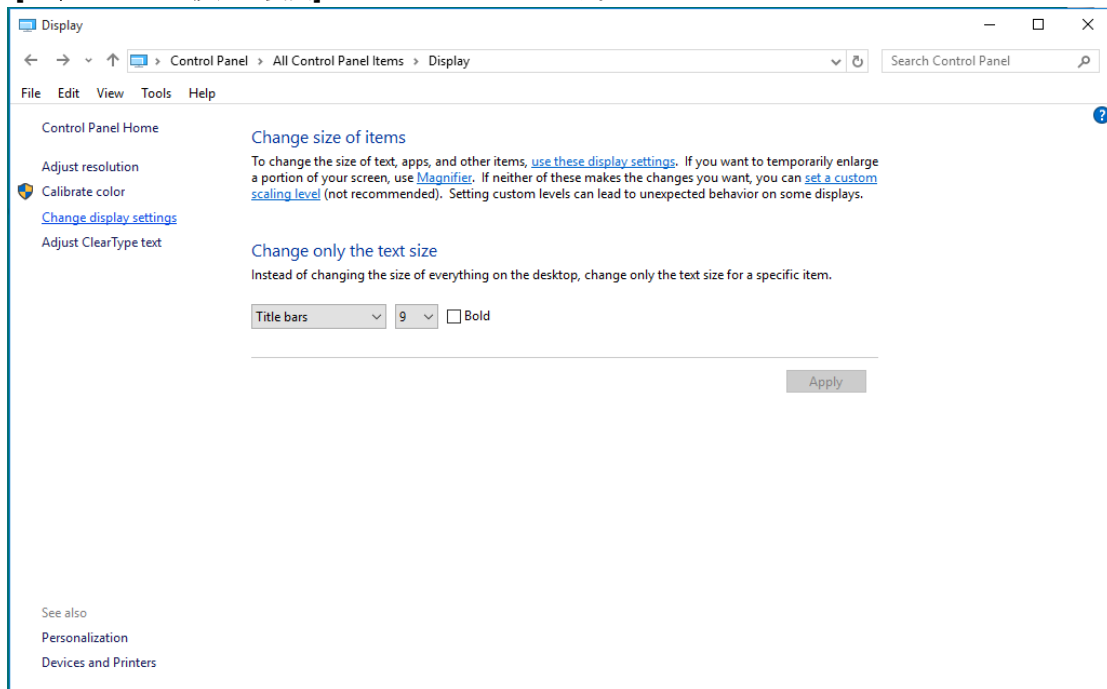 Display
Control Panel > All Control Panel Items > Display
Search Control Panel
File Edit View Tools Help
Control Panel Home
Adjust resolution
Calibrate color
Change display settings
Adjust ClearType text
Change size of items
To change the size of text, apps, and other items, use these display settings. If you want to temporarily enlarge
a portion of your screen, use Magnifier. If neither of these makes the changes you want, you can set a custom
scaling level (not recommended). Setting custom levels can lead to unexpected behavior on some displays.
Change only the text size
Instead of changing the size of everything on the desktop, change only the text size for a specific item.
Title bars 9 Bold
Apply
See also
Personalization
Devices and Printers